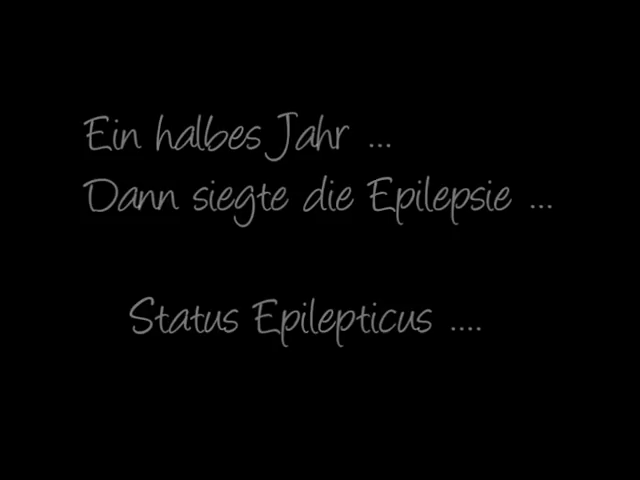 Ein halbes Jahr ...
Dann siegte die Epilepsie ...
Status Epilepticus ....